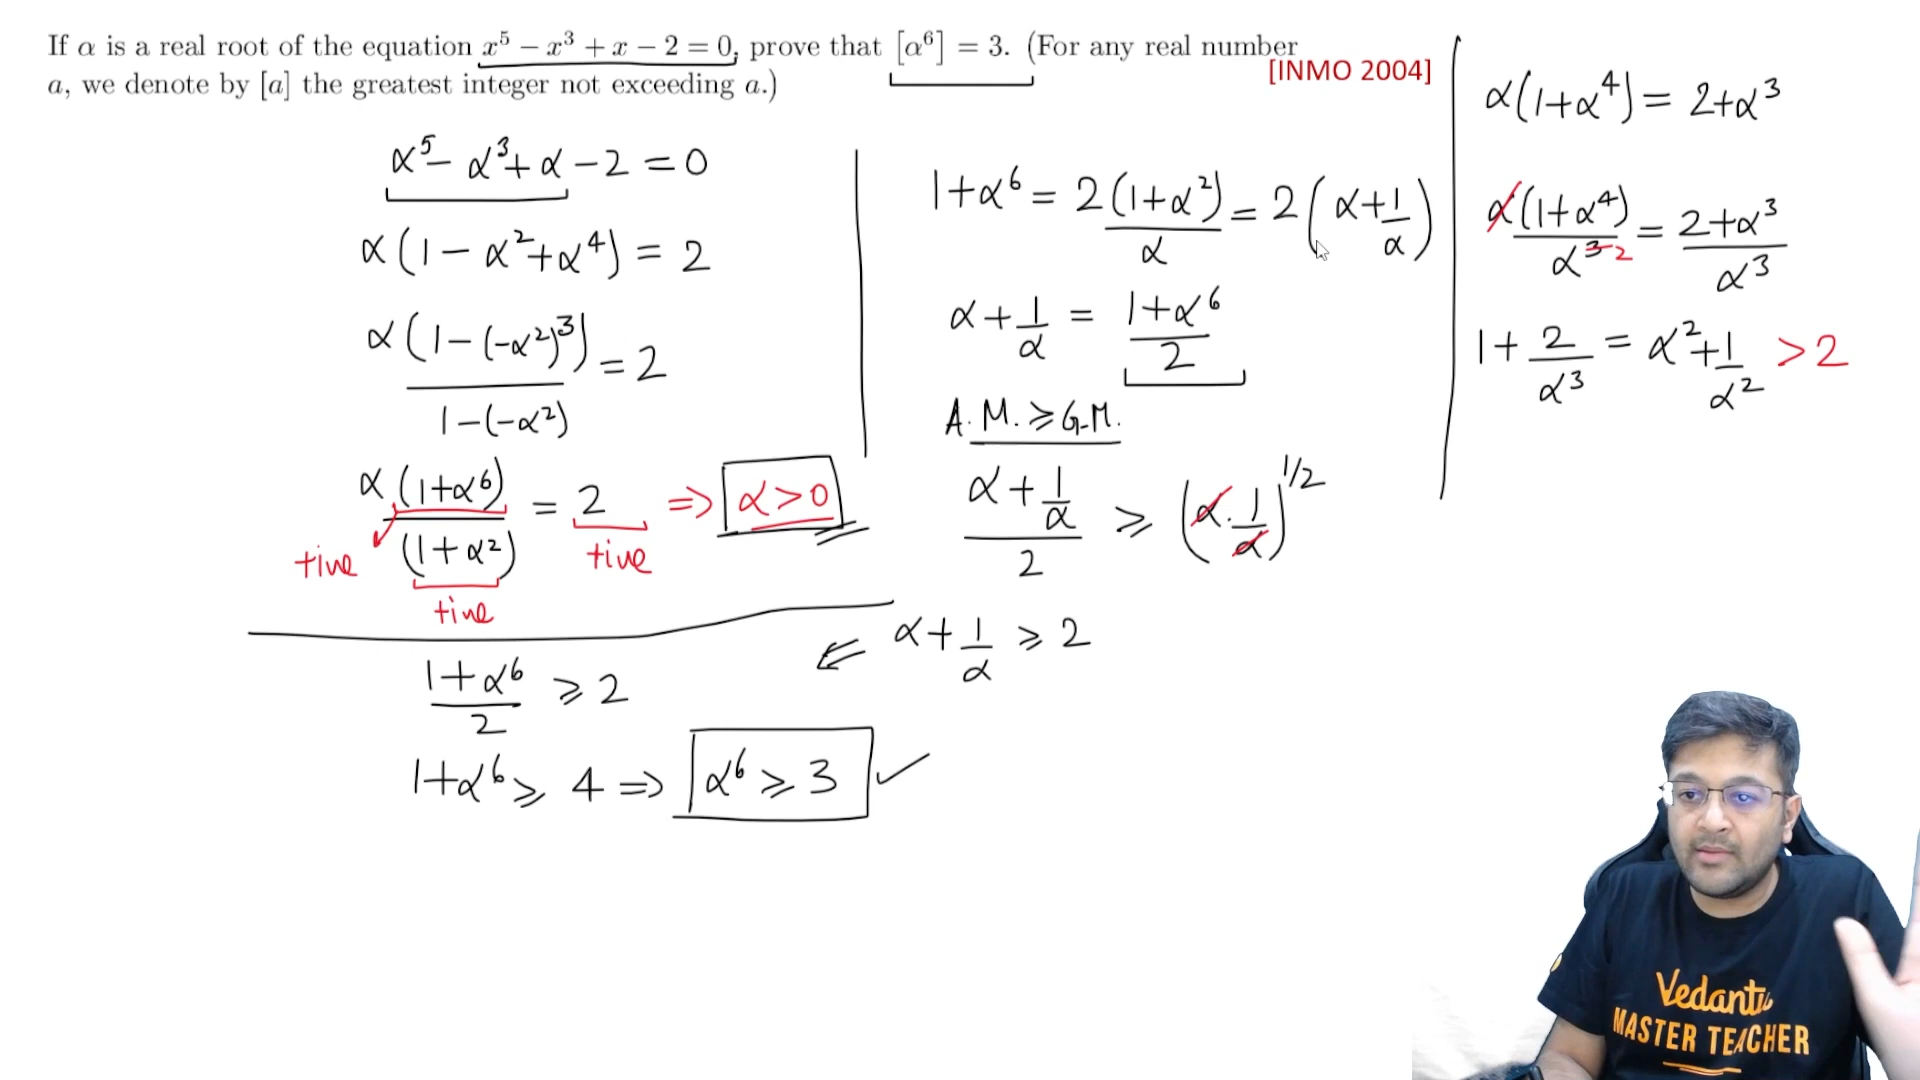 If α is a real root of the equation x⁵ − x³ + x − 2 = 0, prove that [α⁶] = 3. (For any real number
a, we denote by [a] the greatest integer not exceeding a.)
[INMO 2004]
α⁵ − α³ + α − 2 = 0
α(1 − α² + α⁴) = 2
α(1 − (−α²)³) / 1 − (−α²) = 2
α(1+α⁶) / (1+α²) = 2 ⇒ α > 0
+ive +ive
+ive
1+α⁶ / 2 ⩾ 2
1+α⁶ ⩾ 4 ⇒ α⁶ ⩾ 3 ✓
1+α⁶ = 2(1+α²) / α = 2(α + 1/α)
α + 1/α = 1+α⁶ / 2
A.M. ⩾ G.M.
α + 1/α / 2 ⩾ (α · 1/α)^1/2
⇐ α + 1/α ⩾ 2
α(1+α⁴) = 2+α³
α(1+α⁴) / α³ 2 = 2+α³ / α³
1 + 2/α³ = α² + 1/α² > 2
Vedantu
MASTER TEACHER